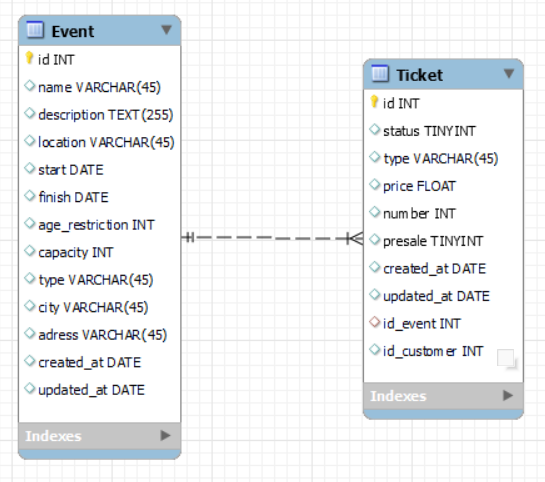 Event
id INT
name VARCHAR(45)
description TEXT(255)
location VARCHAR(45)
start DATE
finish DATE
age_restriction INT
capacity INT
type VARCHAR(45)
city VARCHAR(45)
adress VARCHAR(45)
created_at DATE
updated_at DATE
Indexes
Ticket
id INT
status TINYINT
type VARCHAR(45)
price FLOAT
number INT
presale TINYINT
created_at DATE
updated_at DATE
id_event INT
id_customer INT
Indexes